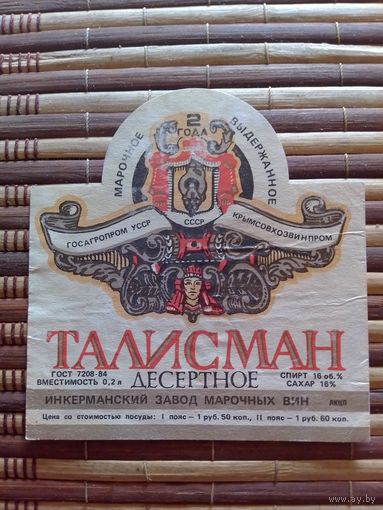 МАРОЧНОЕ 2 ГОДА ВЫДЕРЖАННОЕ
ГОСАГРОПРОМ УССР СССР КРЫМСОВХОЗВИНПРОМ
ТАЛИСМАН
ГОСТ 7208-84
ВМЕСТИМОСТЬ 0,2 л
ДЕСЕРТНОЕ
СПИРТ 16 об.%
САХАР 16%
ИНКЕРМАНСКИЙ ЗАВОД МАРОЧНЫХ ВИН
Цена со стоимостью посуды: I пояс — 1 руб. 50 коп., II пояс — 1 руб. 60 коп.
ay.by